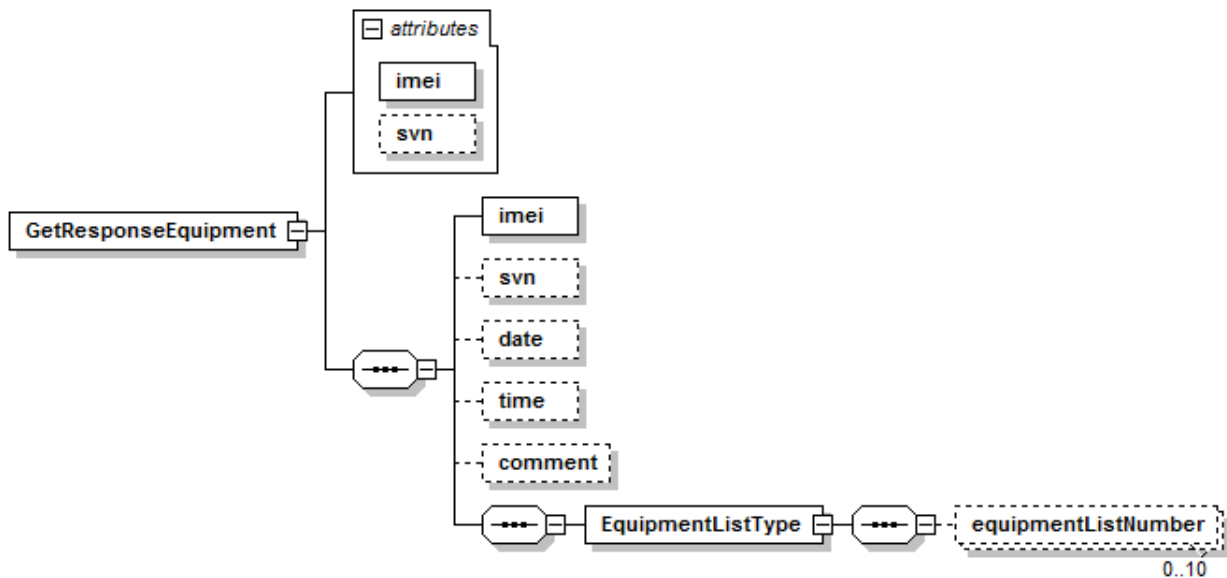 attributes
imei
svn
GetResponseEquipment
imei
svn
date
time
comment
EquipmentListType
equipmentListNumber
0..10